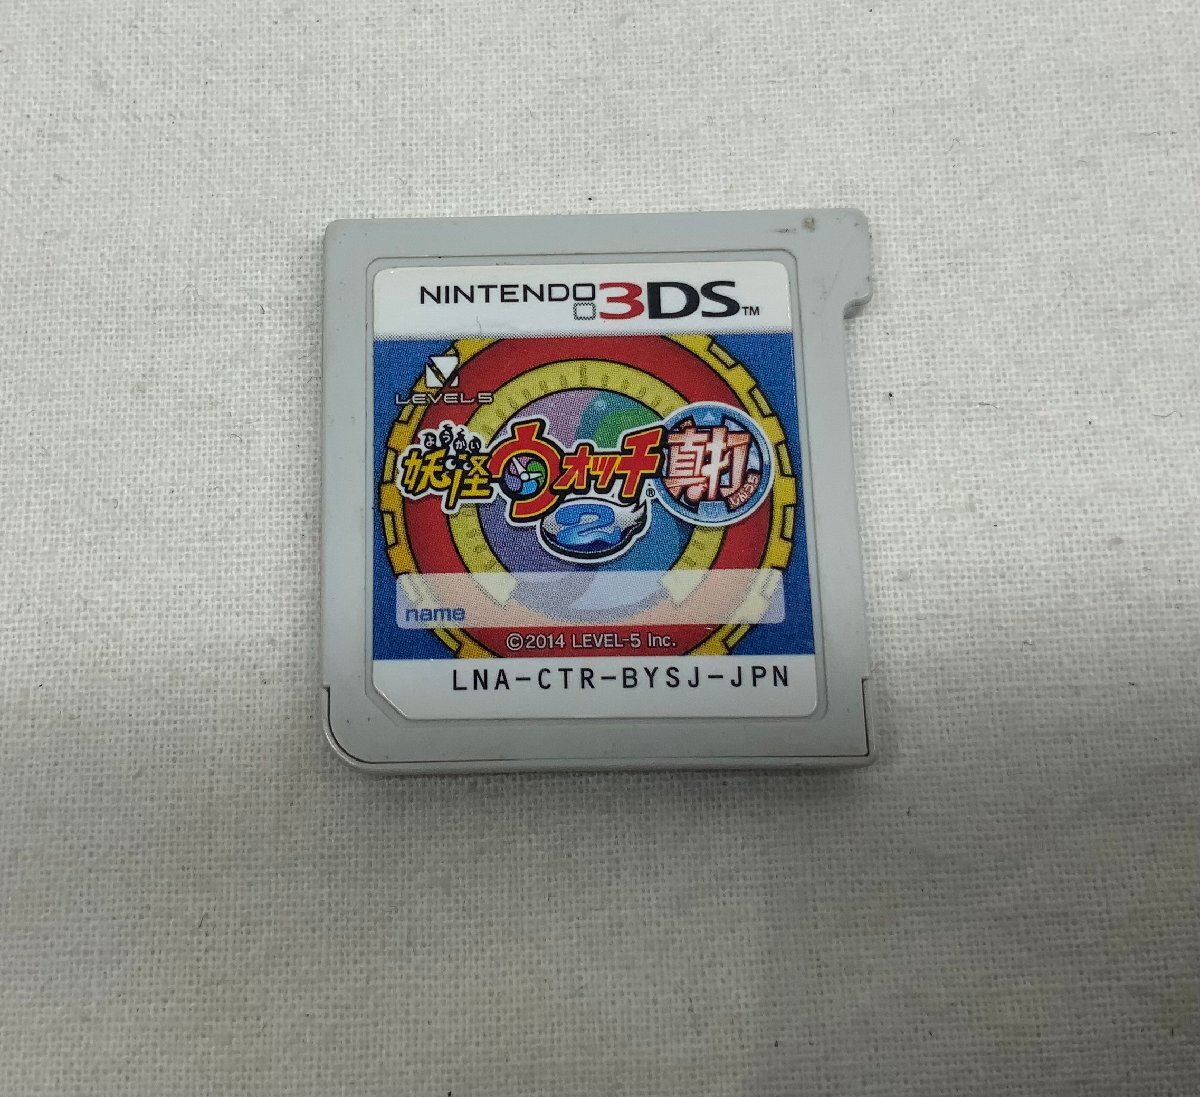 NINTENDO 3DS™
LEVEL5
ようかい
妖怪ウォッチ®
2
真打
しんうち
name
©2014 LEVEL-5 Inc.
LNA-CTR-BYSJ-JPN